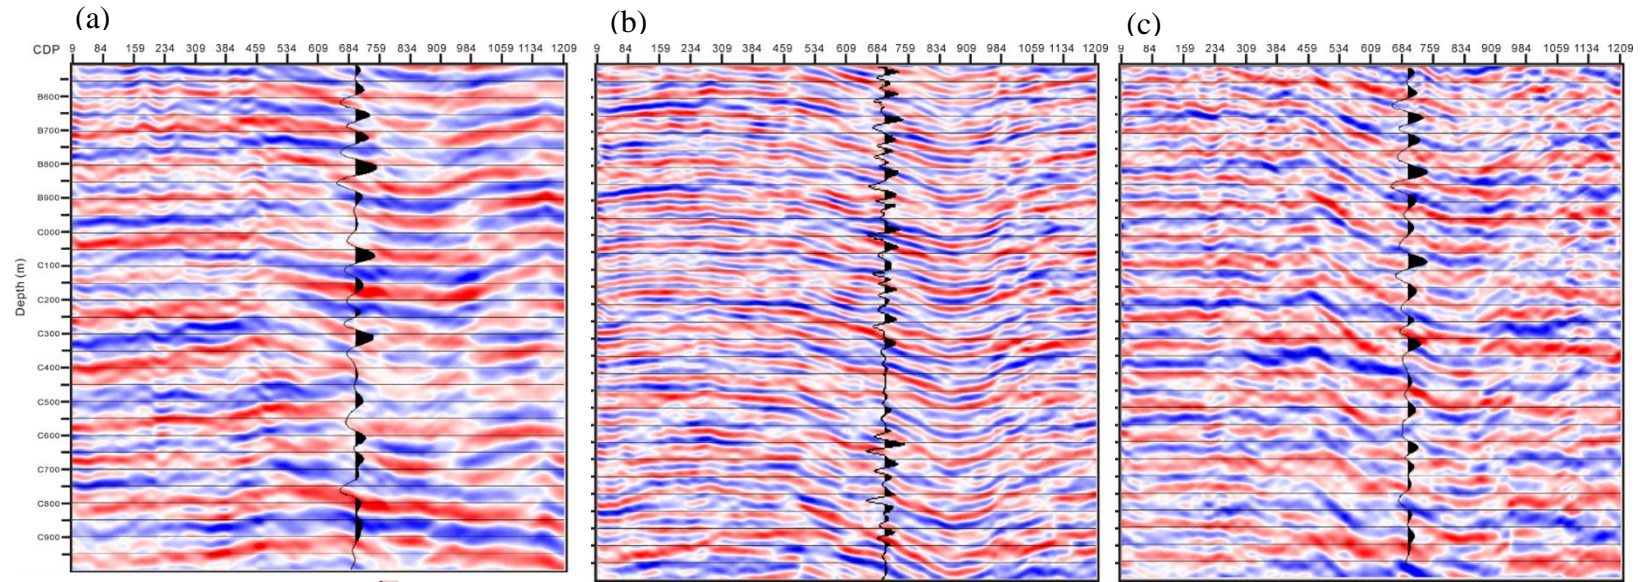 (a)
(b)
(c)
CDP 9 84 159 234 309 384 459 534 609 684 759 834 909 984 1059 1134 1209
9 84 159 234 309 384 459 534 609 684 759 834 909 984 1059 1134 1209
9 84 159 234 309 384 459 534 609 684 759 834 909 984 1059 1134 1209
Depth (m)
B600
B700
B800
B900
C000
C100
C200
C300
C400
C500
C600
C700
C800
C900